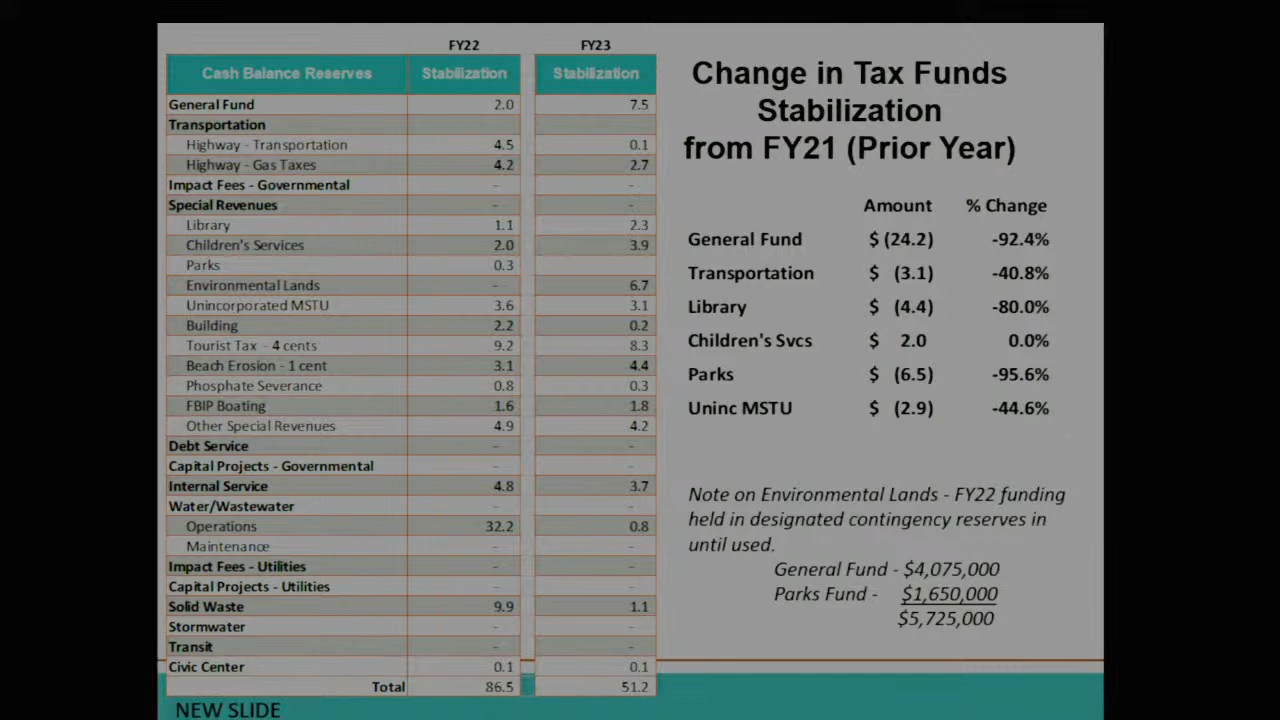 FY22 FY23
Cash Balance Reserves Stabilization Stabilization
General Fund 2.0 7.5
Transportation
Highway - Transportation 4.5 0.1
Highway - Gas Taxes 4.2 2.7
Impact Fees - Governmental - -
Special Revenues - -
Library 1.1 2.3
Children's Services 2.0 3.9
Parks 0.3
Environmental Lands - 6.7
Unincorporated MSTU 3.6 3.1
Building 2.2 0.2
Tourist Tax - 4 cents 9.2 8.3
Beach Erosion - 1 cent 3.1 4.4
Phosphate Severance 0.8 0.3
FBIP Boating 1.6 1.8
Other Special Revenues 4.9 4.2
Debt Service - -
Capital Projects - Governmental - -
Internal Service 4.8 3.7
Water/Wastewater - -
Operations 32.2 0.8
Maintenance - -
Impact Fees - Utilities - -
Capital Projects - Utilities - -
Solid Waste 9.9 1.1
Stormwater - -
Transit - -
Civic Center 0.1 0.1
Total 86.5 51.2
NEW SLIDE
Change in Tax Funds
Stabilization
from FY21 (Prior Year)
Amount % Change
General Fund $ (24.2) -92.4%
Transportation $ (3.1) -40.8%
Library $ (4.4) -80.0%
Children's Svcs $ 2.0 0.0%
Parks $ (6.5) -95.6%
Uninc MSTU $ (2.9) -44.6%
Note on Environmental Lands - FY22 funding
held in designated contingency reserves in
until used.
General Fund - $4,075,000
Parks Fund - $1,650,000
$5,725,000